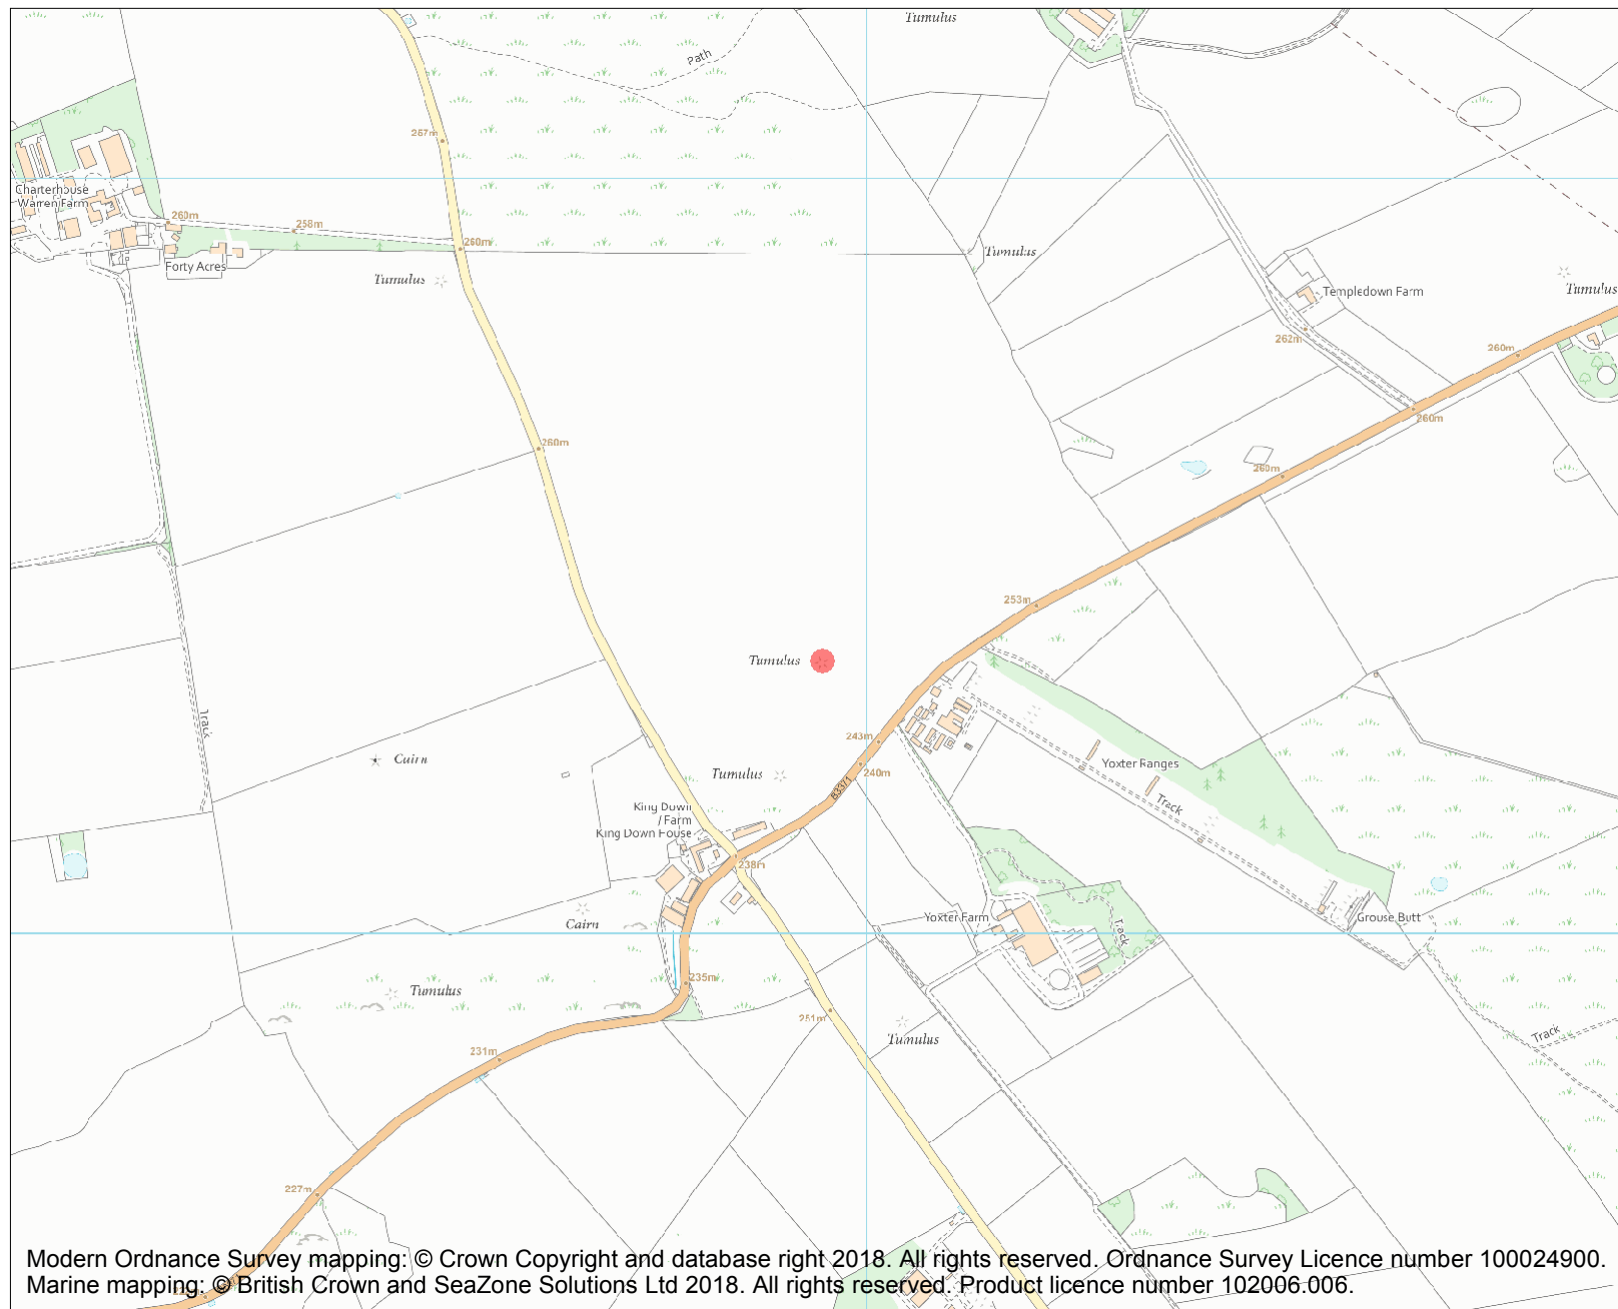 Tumulus
Path
267m
Charterhouse
Warren Farm
260m
258m
260m
Forty Acres
Tumulus
Tumulus
Templedown Farm
Tumulus
262m
260m
260m
260m
260m
253m
Tumulus
Track
243m
240m
B3371
Yoxter Ranges
Track
Cairn
Tumulus
King Down
Farm
King Down House
238m
Cairn
Yoxter Farm
Track
Grouse Butt
235m
Tumulus
251m
Tumulus
Track
231m
227m
Modern Ordnance Survey mapping: © Crown Copyright and database right 2018. All rights reserved. Ordnance Survey Licence number 100024900.
Marine mapping: © British Crown and SeaZone Solutions Ltd 2018. All rights reserved. Product licence number 102006.006.